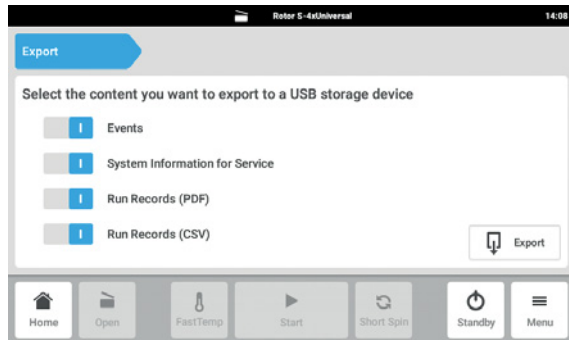 Rotor S-4xUniversal 14:08
Export
Select the content you want to export to a USB storage device
Events
System Information for Service
Run Records (PDF)
Run Records (CSV)
Export
Home Open FastTemp Start Short Spin Standby Menu